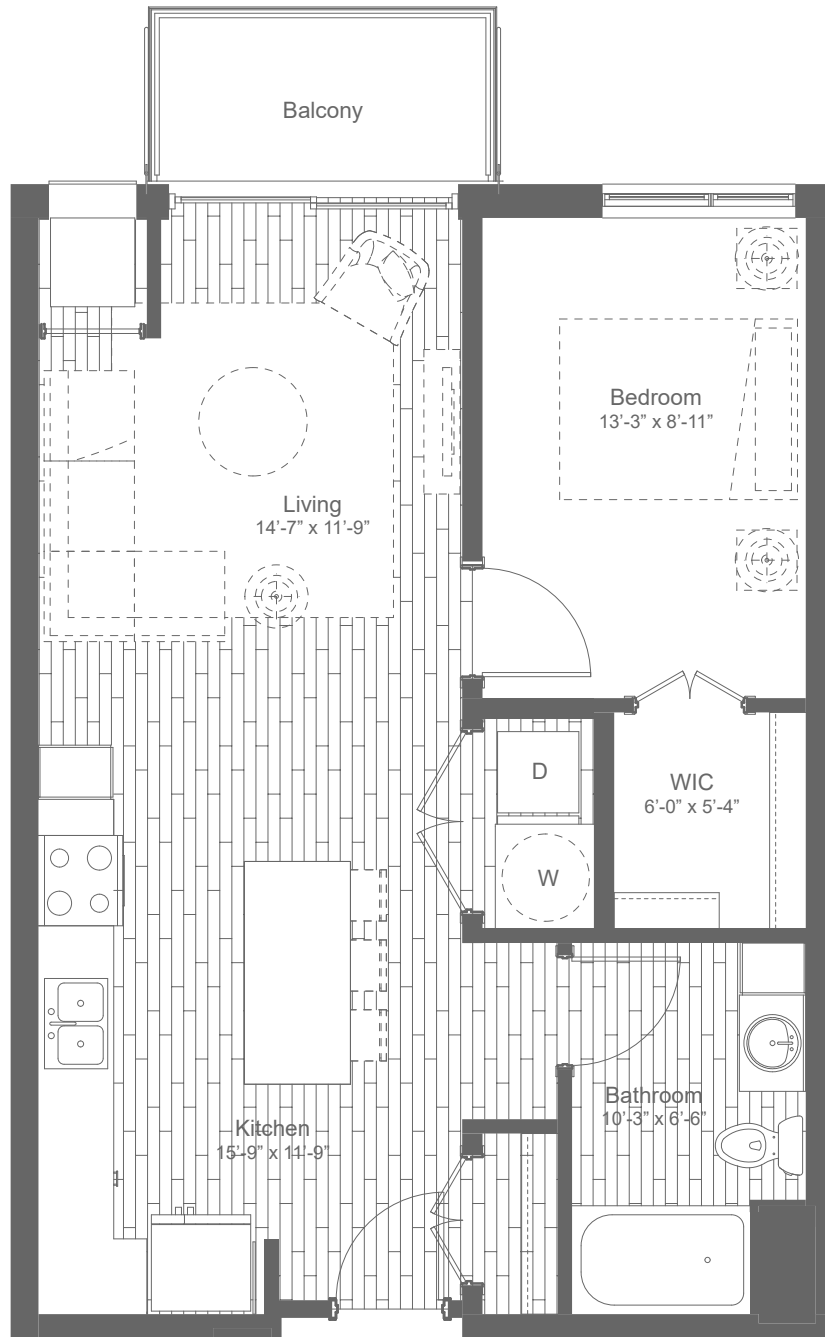 Balcony
Bedroom
13’-3” x 8’-11”
Living
14’-7” x 11’-9”
D
WIC
6’-0” x 5’-4”
W
Bathroom
10’-3” x 6’-6”
Kitchen
15’-9” x 11’-9”